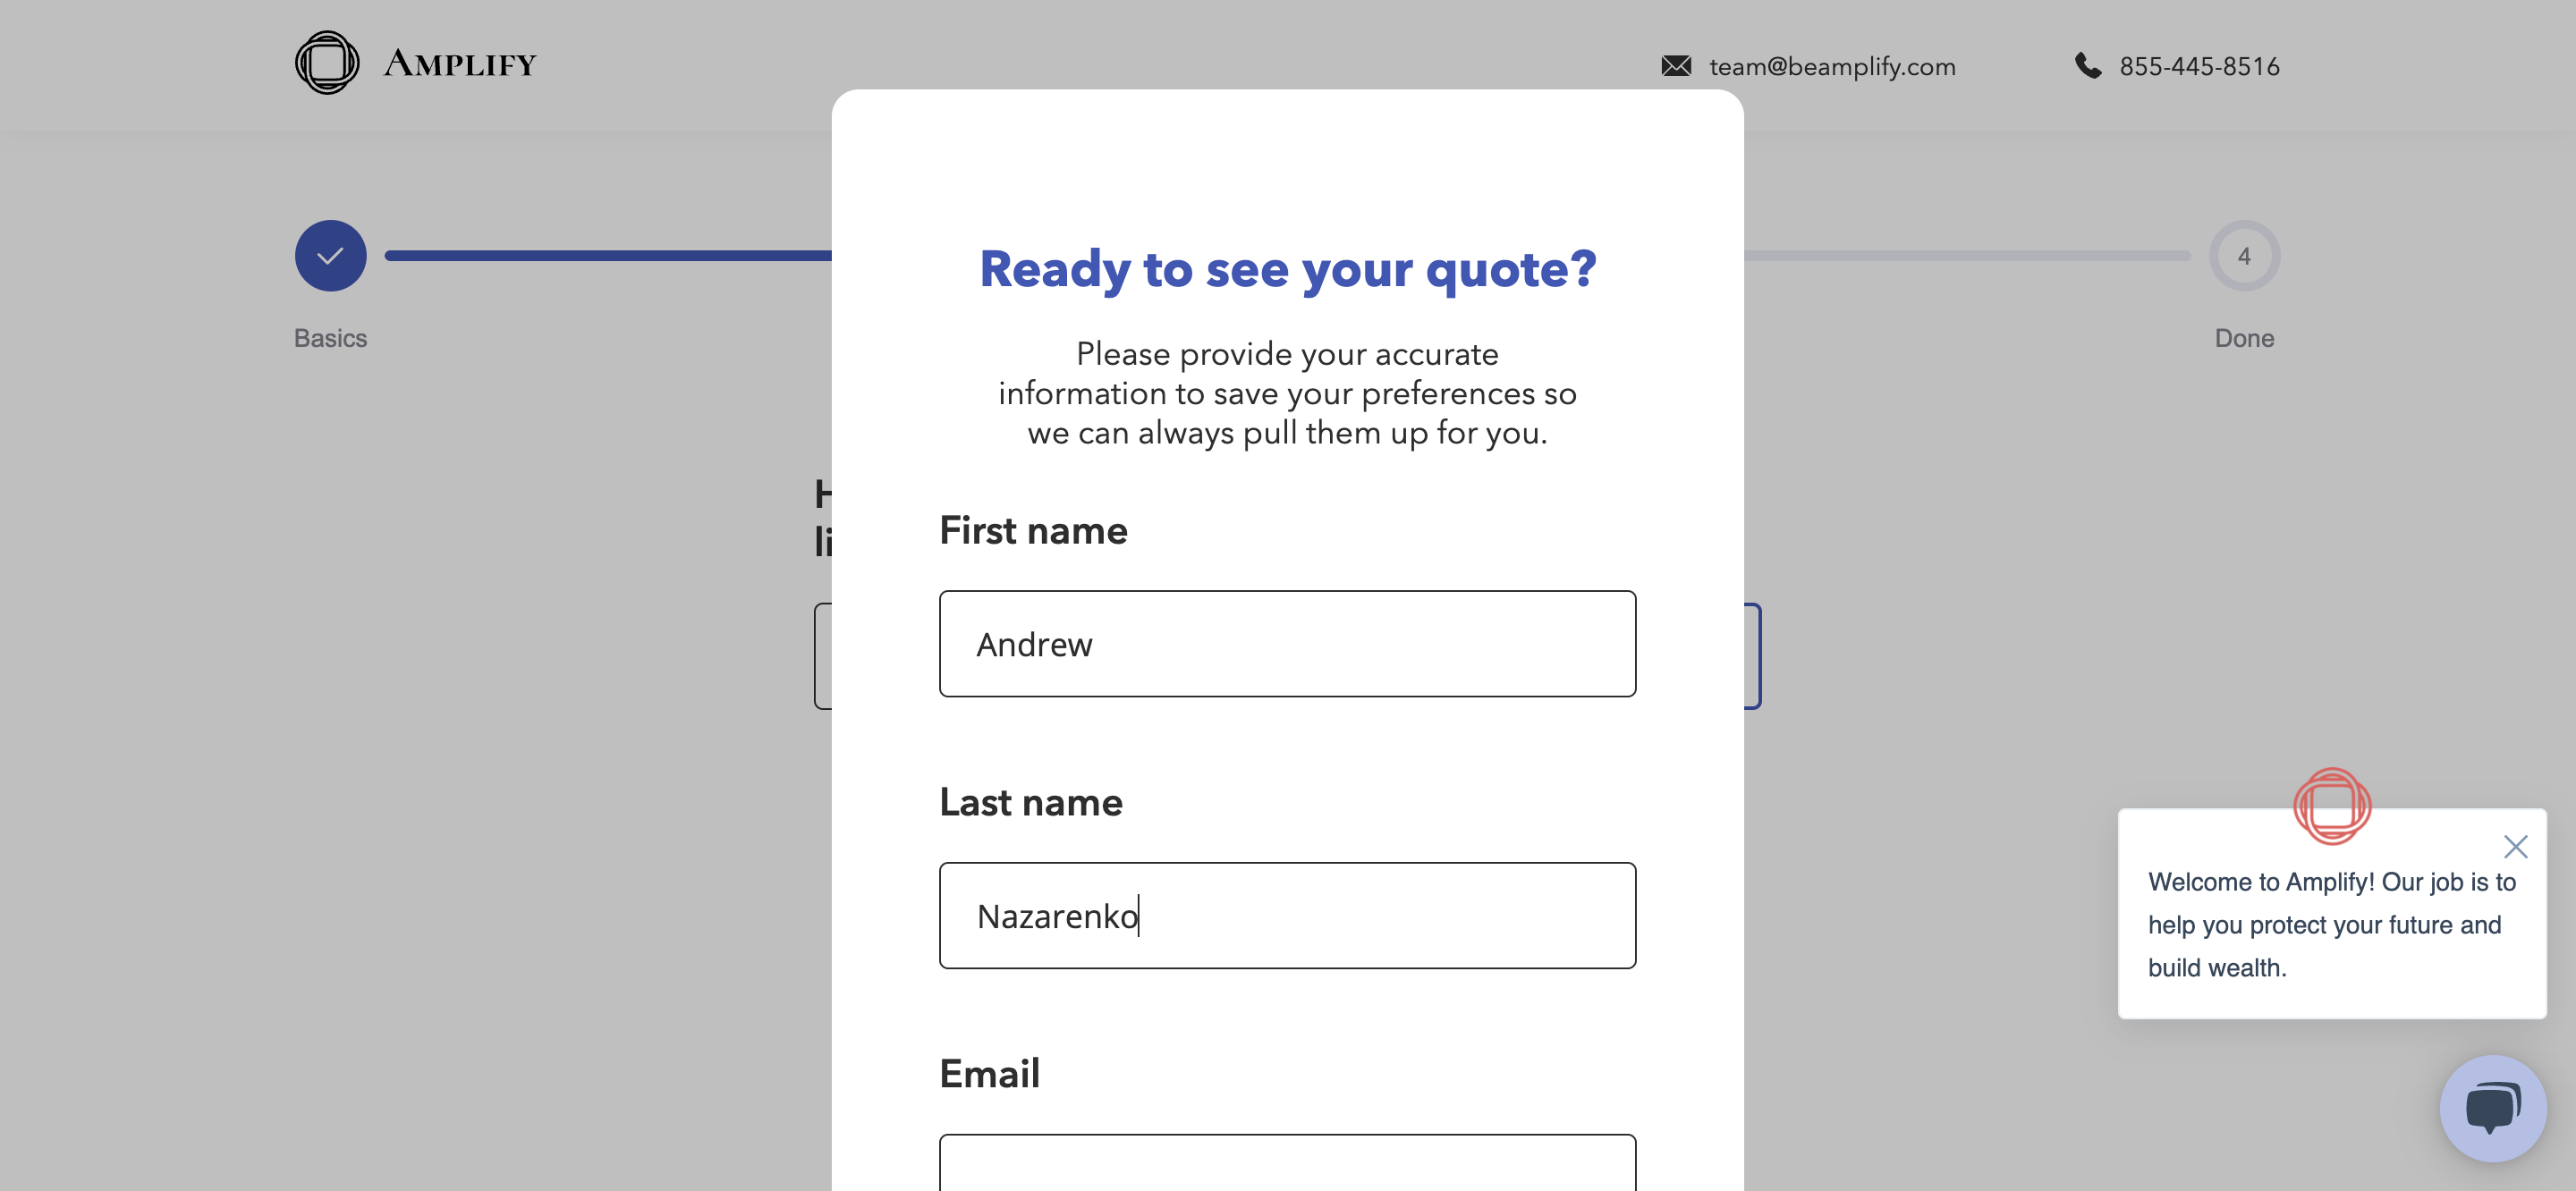 AMPLIFY
team@beamplify.com
855-445-8516
4
Basics
Done
Ready to see your quote?
Please provide your accurate
information to save your preferences so
we can always pull them up for you.
First name
Andrew
Last name
Nazarenko
Email
Welcome to Amplify! Our job is to
help you protect your future and
build wealth.